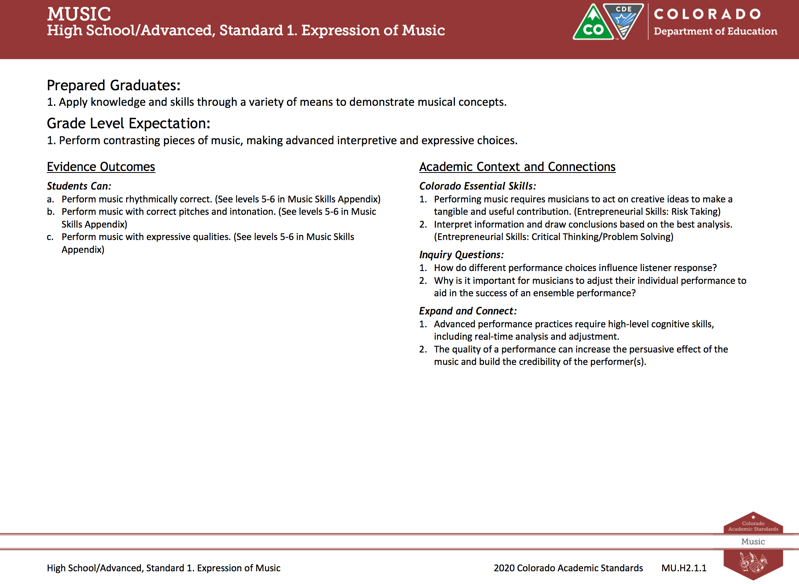 MUSIC
High School/Advanced, Standard 1. Expression of Music
CO
CDE
COLORADO
Department of Education
Prepared Graduates:
1. Apply knowledge and skills through a variety of means to demonstrate musical concepts.
Grade Level Expectation:
1. Perform contrasting pieces of music, making advanced interpretive and expressive choices.
Evidence Outcomes
Students Can:
a. Perform music rhythmically correct. (See levels 5-6 in Music Skills Appendix)
b. Perform music with correct pitches and intonation. (See levels 5-6 in Music
Skills Appendix)
c. Perform music with expressive qualities. (See levels 5-6 in Music Skills
Appendix)
Academic Context and Connections
Colorado Essential Skills:
1. Performing music requires musicians to act on creative ideas to make a
tangible and useful contribution. (Entrepreneurial Skills: Risk Taking)
2. Interpret information and draw conclusions based on the best analysis.
(Entrepreneurial Skills: Critical Thinking/Problem Solving)
Inquiry Questions:
1. How do different performance choices influence listener response?
2. Why is it important for musicians to adjust their individual performance to
aid in the success of an ensemble performance?
Expand and Connect:
1. Advanced performance practices require high-level cognitive skills,
including real-time analysis and adjustment.
2. The quality of a performance can increase the persuasive effect of the
music and build the credibility of the performer(s).
Colorado
Academic Standards
Music
High School/Advanced, Standard 1. Expression of Music
2020 Colorado Academic Standards
MU.H2.1.1